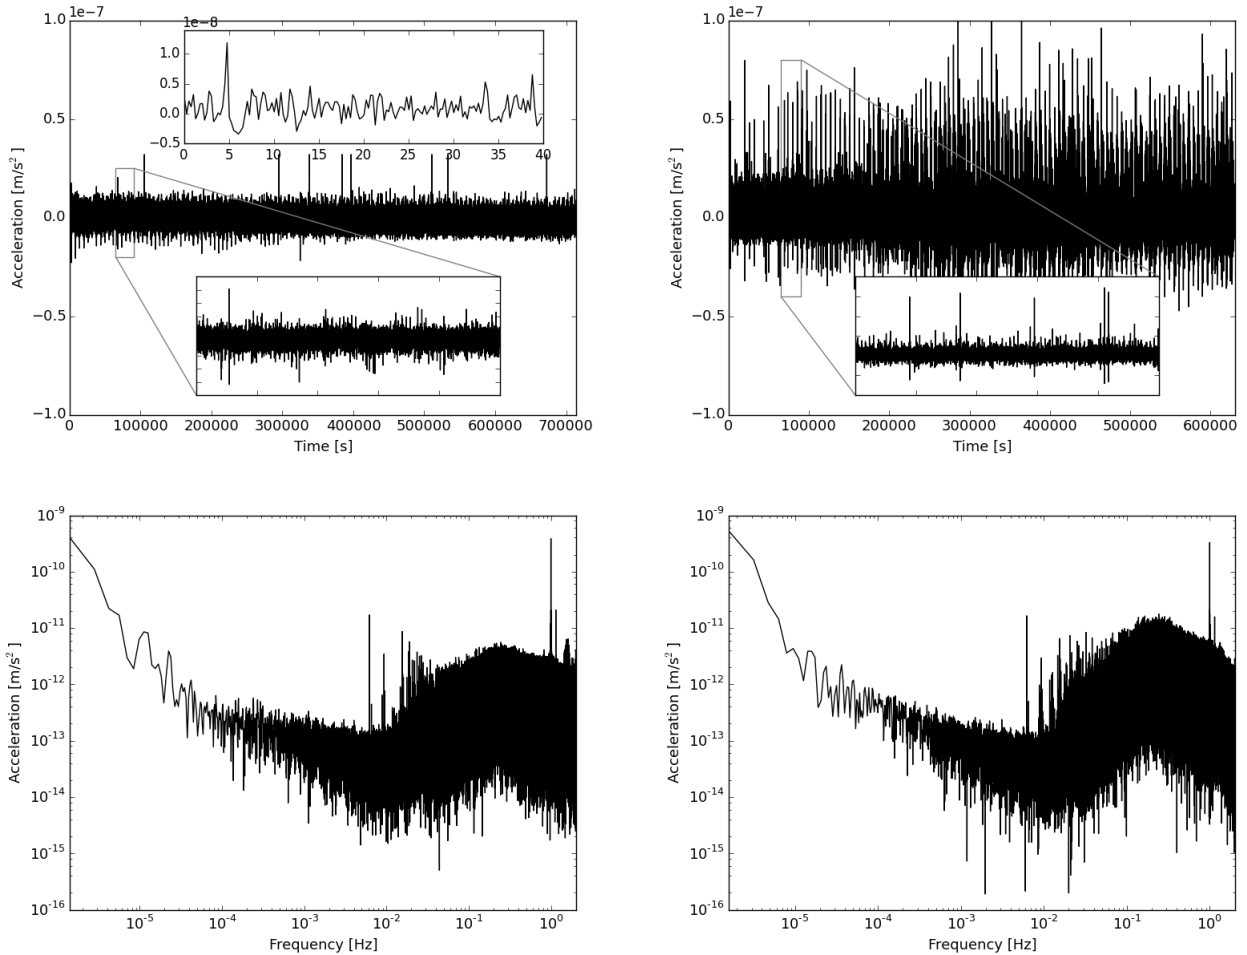 1e−7
1.0
0.5
0.0
−0.5
−1.0
Acceleration [m/s² ]
1e−8
1.0
0.5
0.0
−0.5
0 5 10 15 20 25 30 35 40
0 100000 200000 300000 400000 500000 600000 700000
Time [s]
1e−7
1.0
0.5
0.0
−0.5
−1.0
Acceleration [m/s² ]
0 100000 200000 300000 400000 500000 600000
Time [s]
10⁻⁹
10⁻¹⁰
10⁻¹¹
10⁻¹²
10⁻¹³
10⁻¹⁴
10⁻¹⁵
10⁻¹⁶
Acceleration [m/s² ]
10⁻⁵ 10⁻⁴ 10⁻³ 10⁻² 10⁻¹ 10⁰
Frequency [Hz]
10⁻⁹
10⁻¹⁰
10⁻¹¹
10⁻¹²
10⁻¹³
10⁻¹⁴
10⁻¹⁵
10⁻¹⁶
Acceleration [m/s² ]
10⁻⁵ 10⁻⁴ 10⁻³ 10⁻² 10⁻¹ 10⁰
Frequency [Hz]